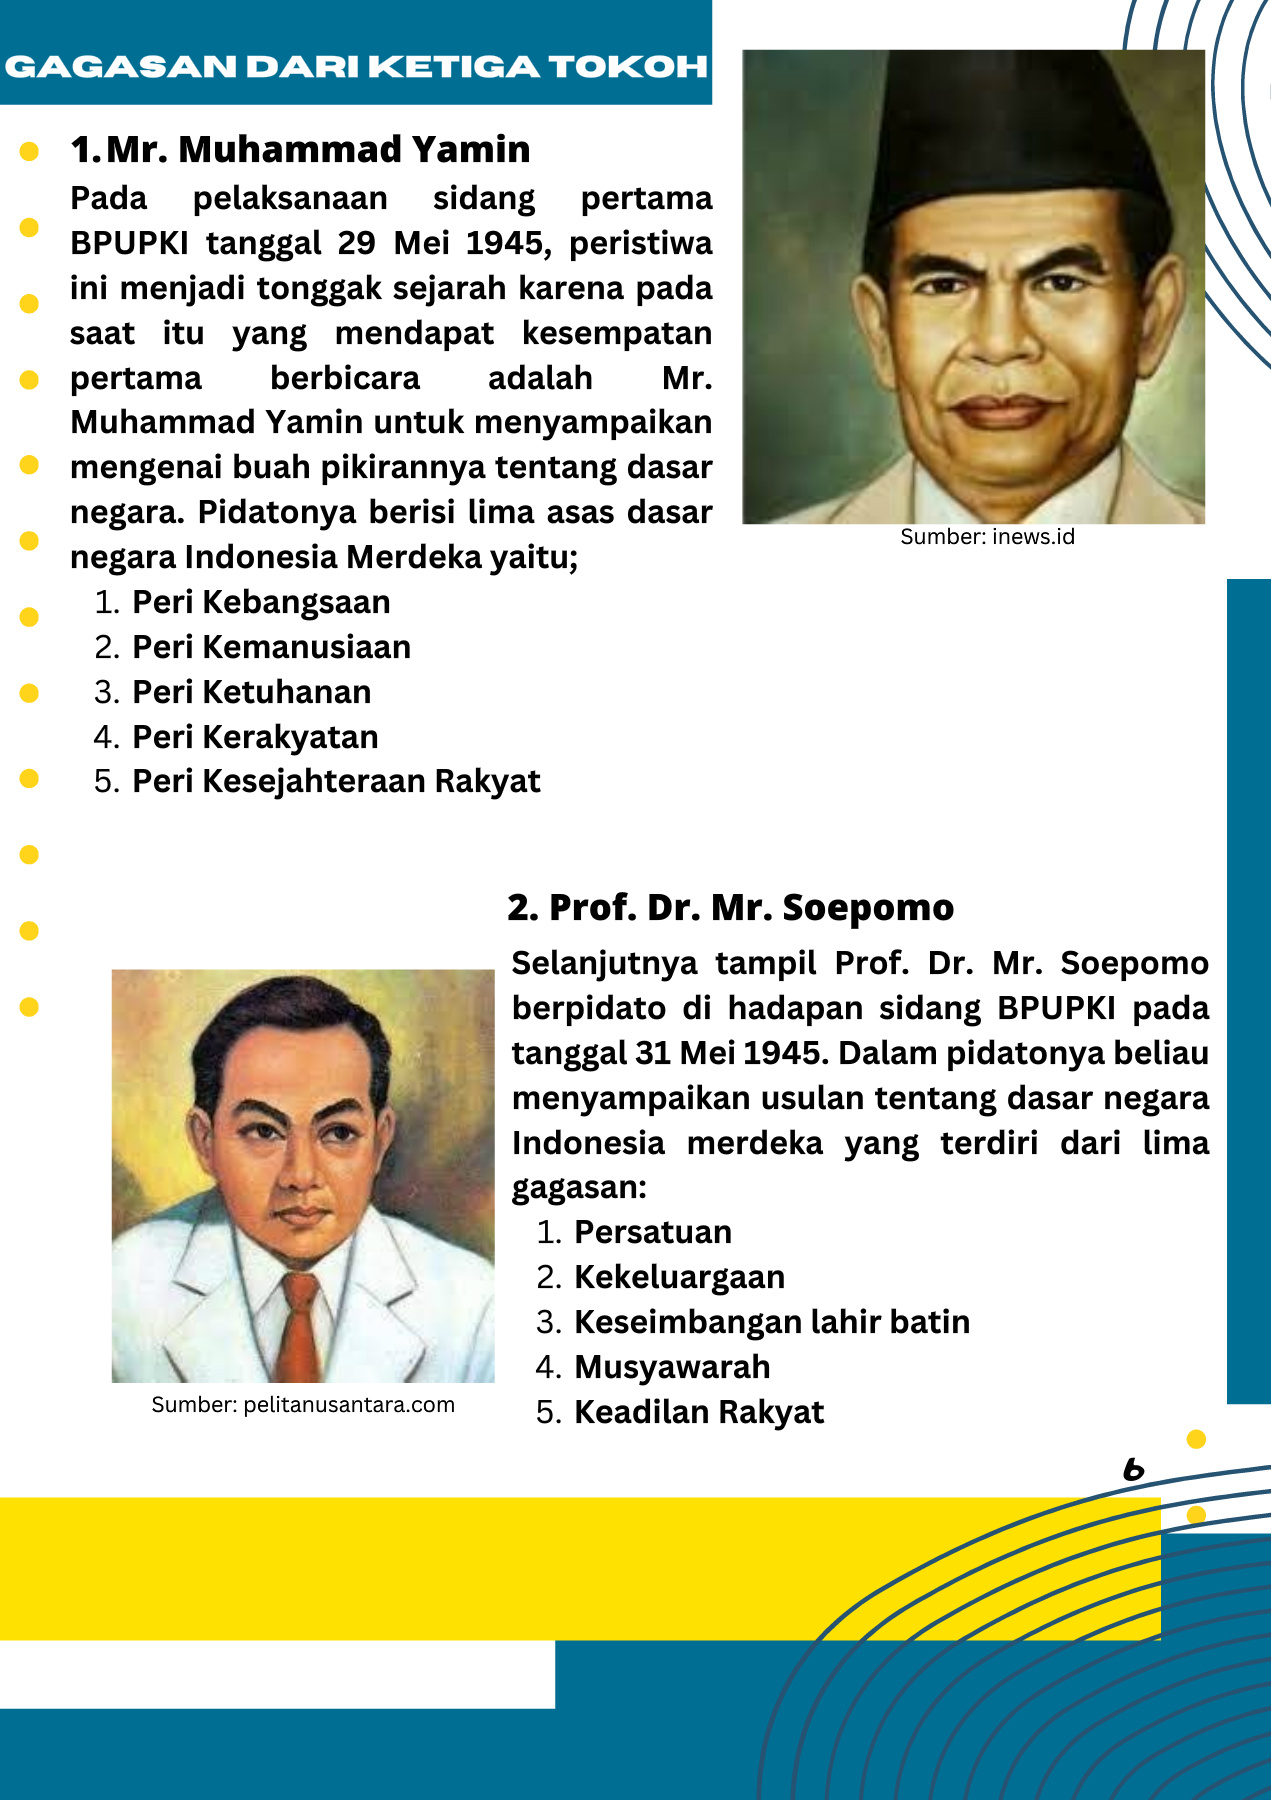 GAGASAN DARI KETIGA TOKOH
1. Mr. Muhammad Yamin
Pada pelaksanaan sidang pertama
BPUPKI tanggal 29 Mei 1945, peristiwa
ini menjadi tonggak sejarah karena pada
saat itu yang mendapat kesempatan
pertama berbicara adalah Mr.
Muhammad Yamin untuk menyampaikan
mengenai buah pikirannya tentang dasar
negara. Pidatonya berisi lima asas dasar
negara Indonesia Merdeka yaitu;
1. Peri Kebangsaan
2. Peri Kemanusiaan
3. Peri Ketuhanan
4. Peri Kerakyatan
5. Peri Kesejahteraan Rakyat
Sumber: inews.id
2. Prof. Dr. Mr. Soepomo
Selanjutnya tampil Prof. Dr. Mr. Soepomo
berpidato di hadapan sidang BPUPKI pada
tanggal 31 Mei 1945. Dalam pidatonya beliau
menyampaikan usulan tentang dasar negara
Indonesia merdeka yang terdiri dari lima
gagasan:
1. Persatuan
2. Kekeluargaan
3. Keseimbangan lahir batin
4. Musyawarah
5. Keadilan Rakyat
Sumber: pelitanusantara.com
6